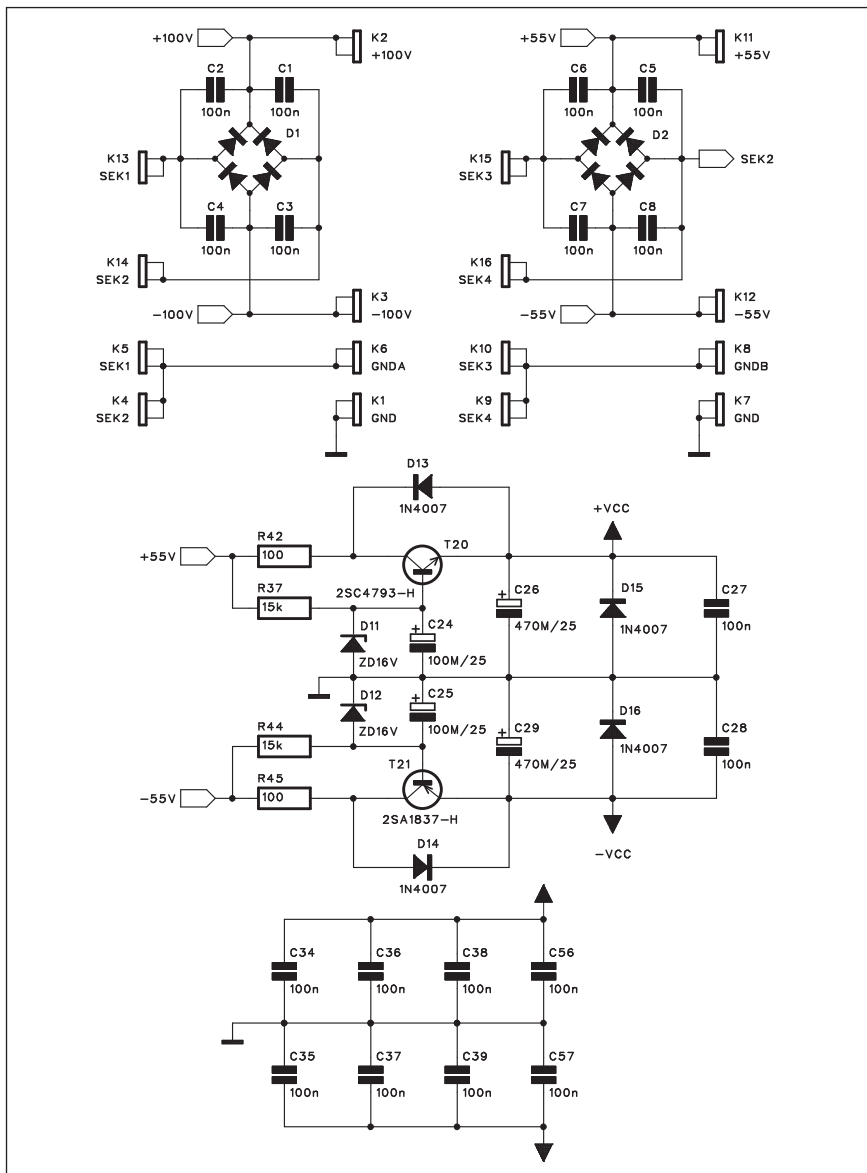 +100V
K2
+100V
C2
100n
C1
100n
D1
K13
SEK1
C4
100n
C3
100n
K14
SEK2
-100V
K3
-100V
K5
SEK1
K6
GNDA
K4
SEK2
K1
GND
+55V
K11
+55V
C6
100n
C5
100n
D2
K15
SEK3
SEK2
C7
100n
C8
100n
K16
SEK4
-55V
K12
-55V
K10
SEK3
K8
GNDB
K9
SEK4
K7
GND
D13
1N4007
+VCC
R42
100
T20
+55V
R37
15k
2SC4793-H
D11
ZD16V
+
C24
100M/25
+
C26
470M/25
D15
1N4007
C27
100n
D12
ZD16V
+
C25
100M/25
+
C29
470M/25
D16
1N4007
C28
100n
R44
15k
R45
100
T21
-55V
2SA1837-H
D14
1N4007
-VCC
C34
100n
C36
100n
C38
100n
C56
100n
C35
100n
C37
100n
C39
100n
C57
100n